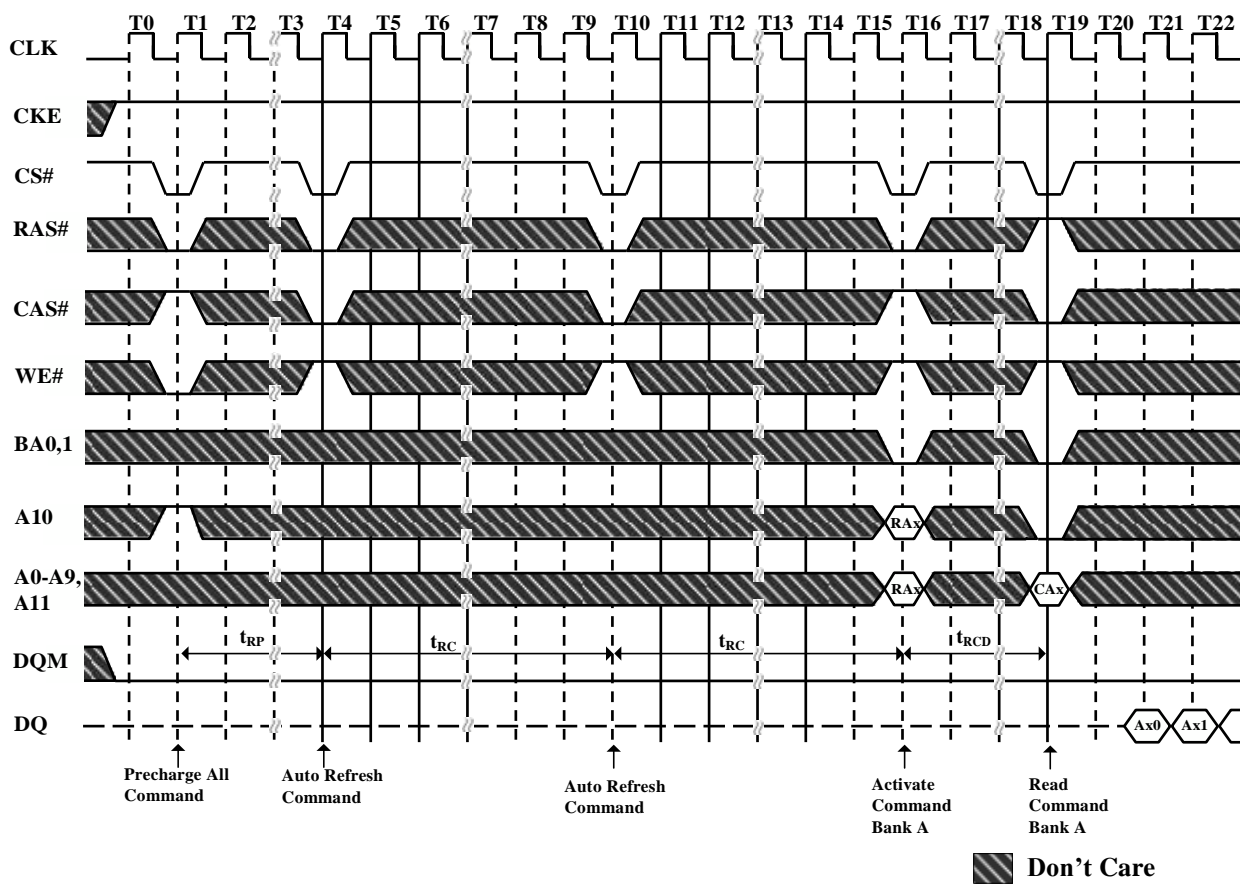 T0 T1 T2 T3 T4 T5 T6 T7 T8 T9 T10 T11 T12 T13 T14 T15 T16 T17 T18 T19 T20 T21 T22
CLK
CKE
CS#
RAS#
CAS#
WE#
BA0,1
A10
RAx
A0-A9,
A11
RAx
CAx
tRP
tRC
tRC
tRCD
DQM
DQ
Ax0
Ax1
Precharge All
Command
Auto Refresh
Command
Auto Refresh
Command
Activate
Command
Bank A
Read
Command
Bank A
Don't Care